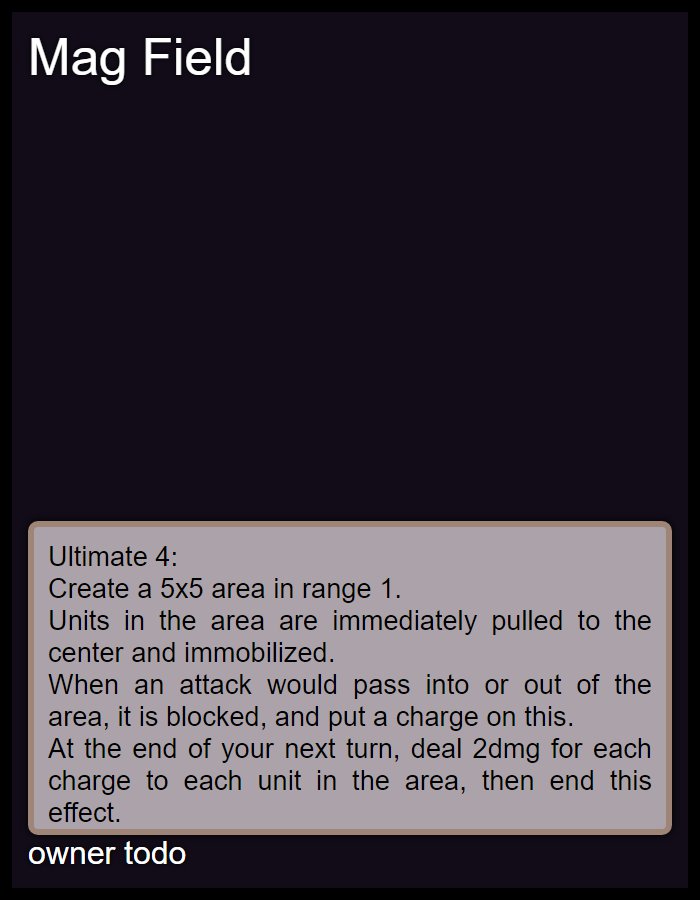 Mag Field
Ultimate 4:
Create a 5x5 area in range 1.
Units in the area are immediately pulled to the
center and immobilized.
When an attack would pass into or out of the
area, it is blocked, and put a charge on this.
At the end of your next turn, deal 2dmg for each
charge to each unit in the area, then end this
effect.
owner todo